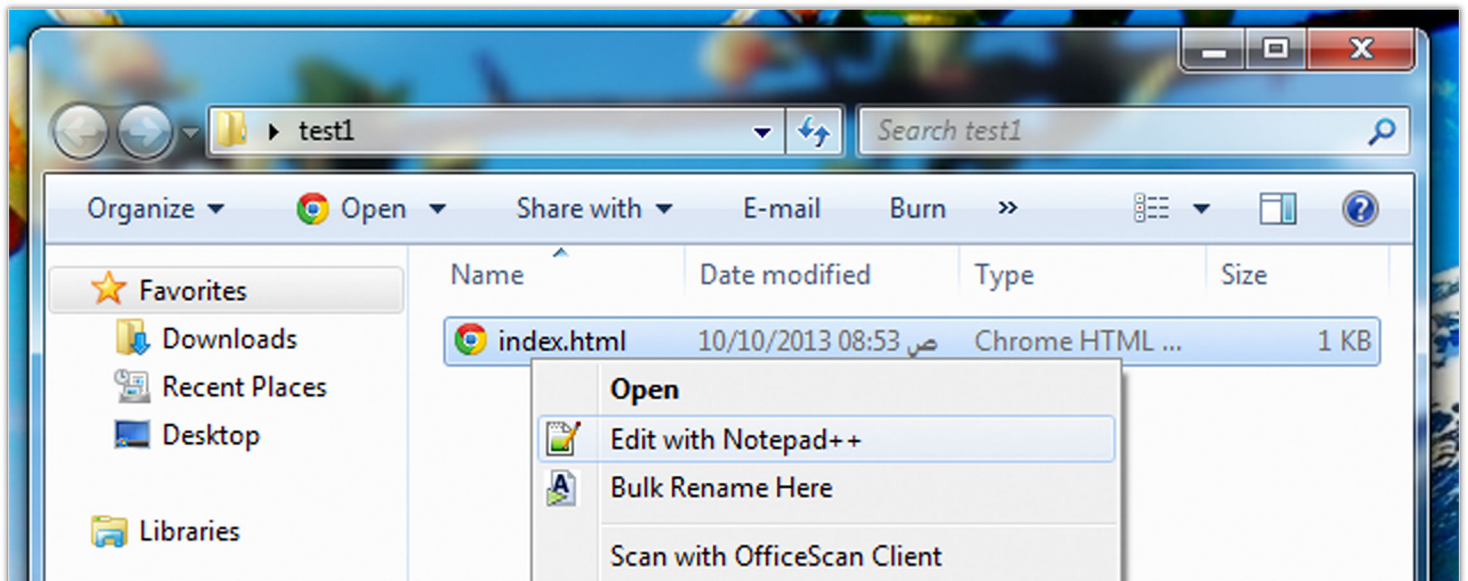 test1
Search test1
Organize Open Share with E-mail Burn »
Name Date modified Type Size
Favorites
index.html 10/10/2013 08:53 ص Chrome HTML ... 1 KB
Downloads
Recent Places
Desktop
Libraries
Open
Edit with Notepad++
Bulk Rename Here
Scan with OfficeScan Client